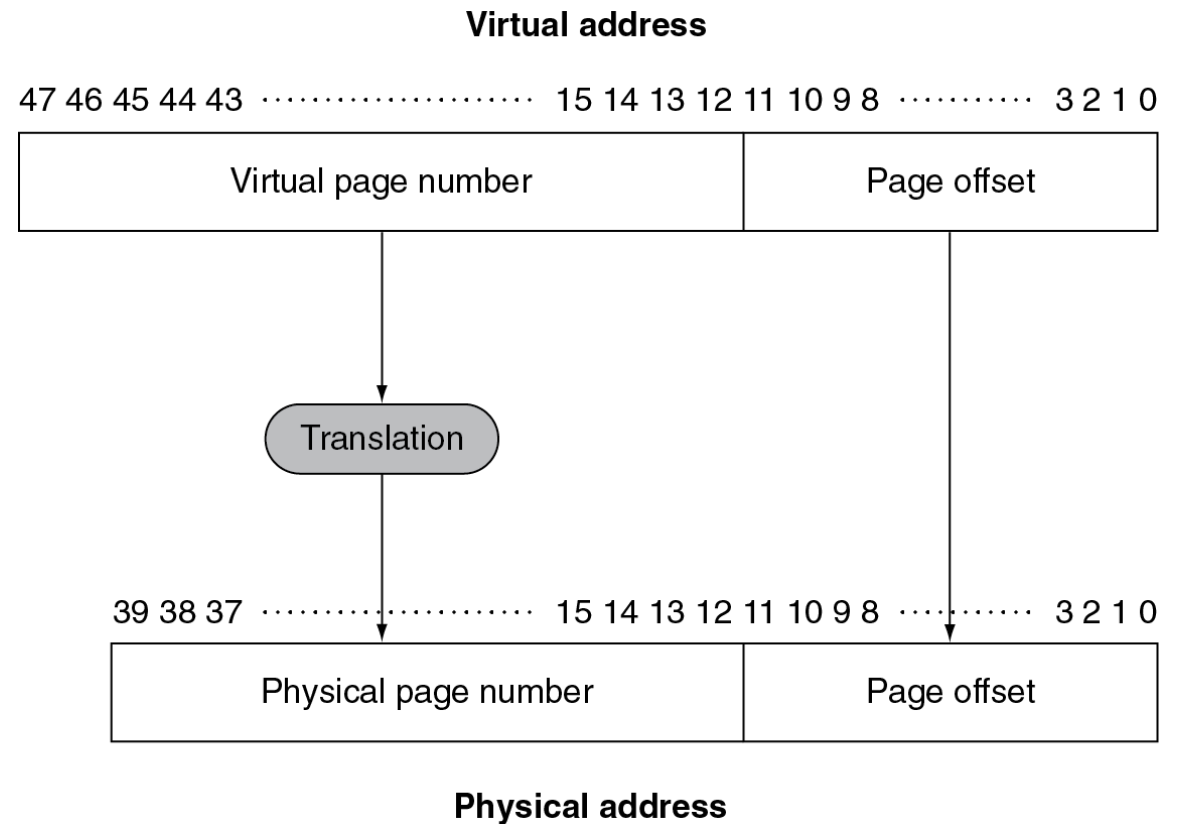 Virtual address
47 46 45 44 43 ...................... 15 14 13 12 11 10 9 8 ........... 3 2 1 0
Virtual page number Page offset
Translation
39 38 37 ...................... 15 14 13 12 11 10 9 8 ........... 3 2 1 0
Physical page number Page offset
Physical address